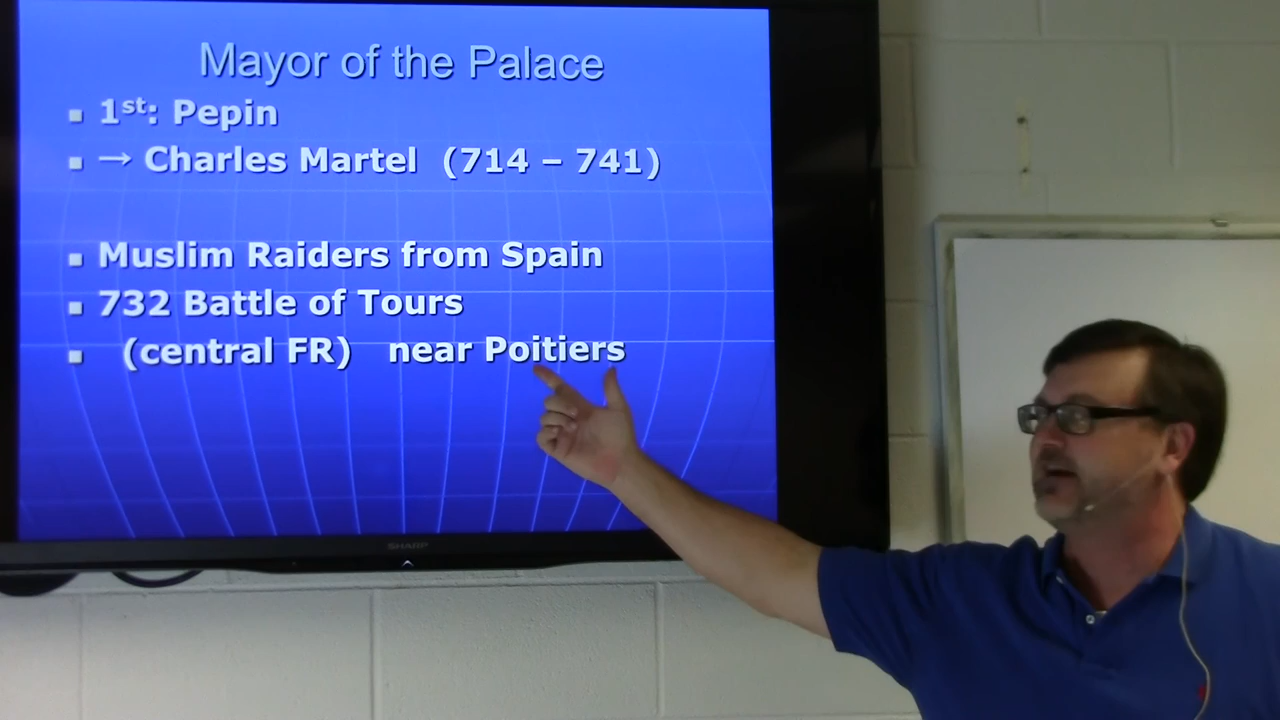 Mayor of the Palace
1st: Pepin
→ Charles Martel (714 – 741)
Muslim Raiders from Spain
732 Battle of Tours
(central FR) near Poitiers
SHARP